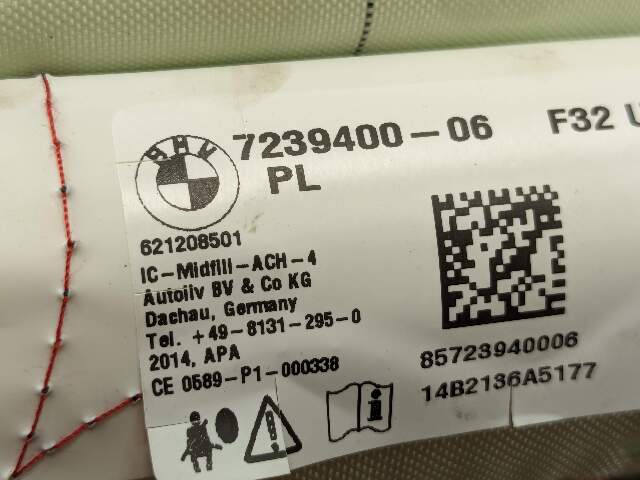 BMW
7239400-06 F32 U
PL
621208501
IC-Midfill-ACH-4
Autoliv BV & Co KG
Dachau, Germany
Tel. +49-8131-295-0
2014, APA
CE 0589-P1-000338
85723940006
14B2136A5177
i